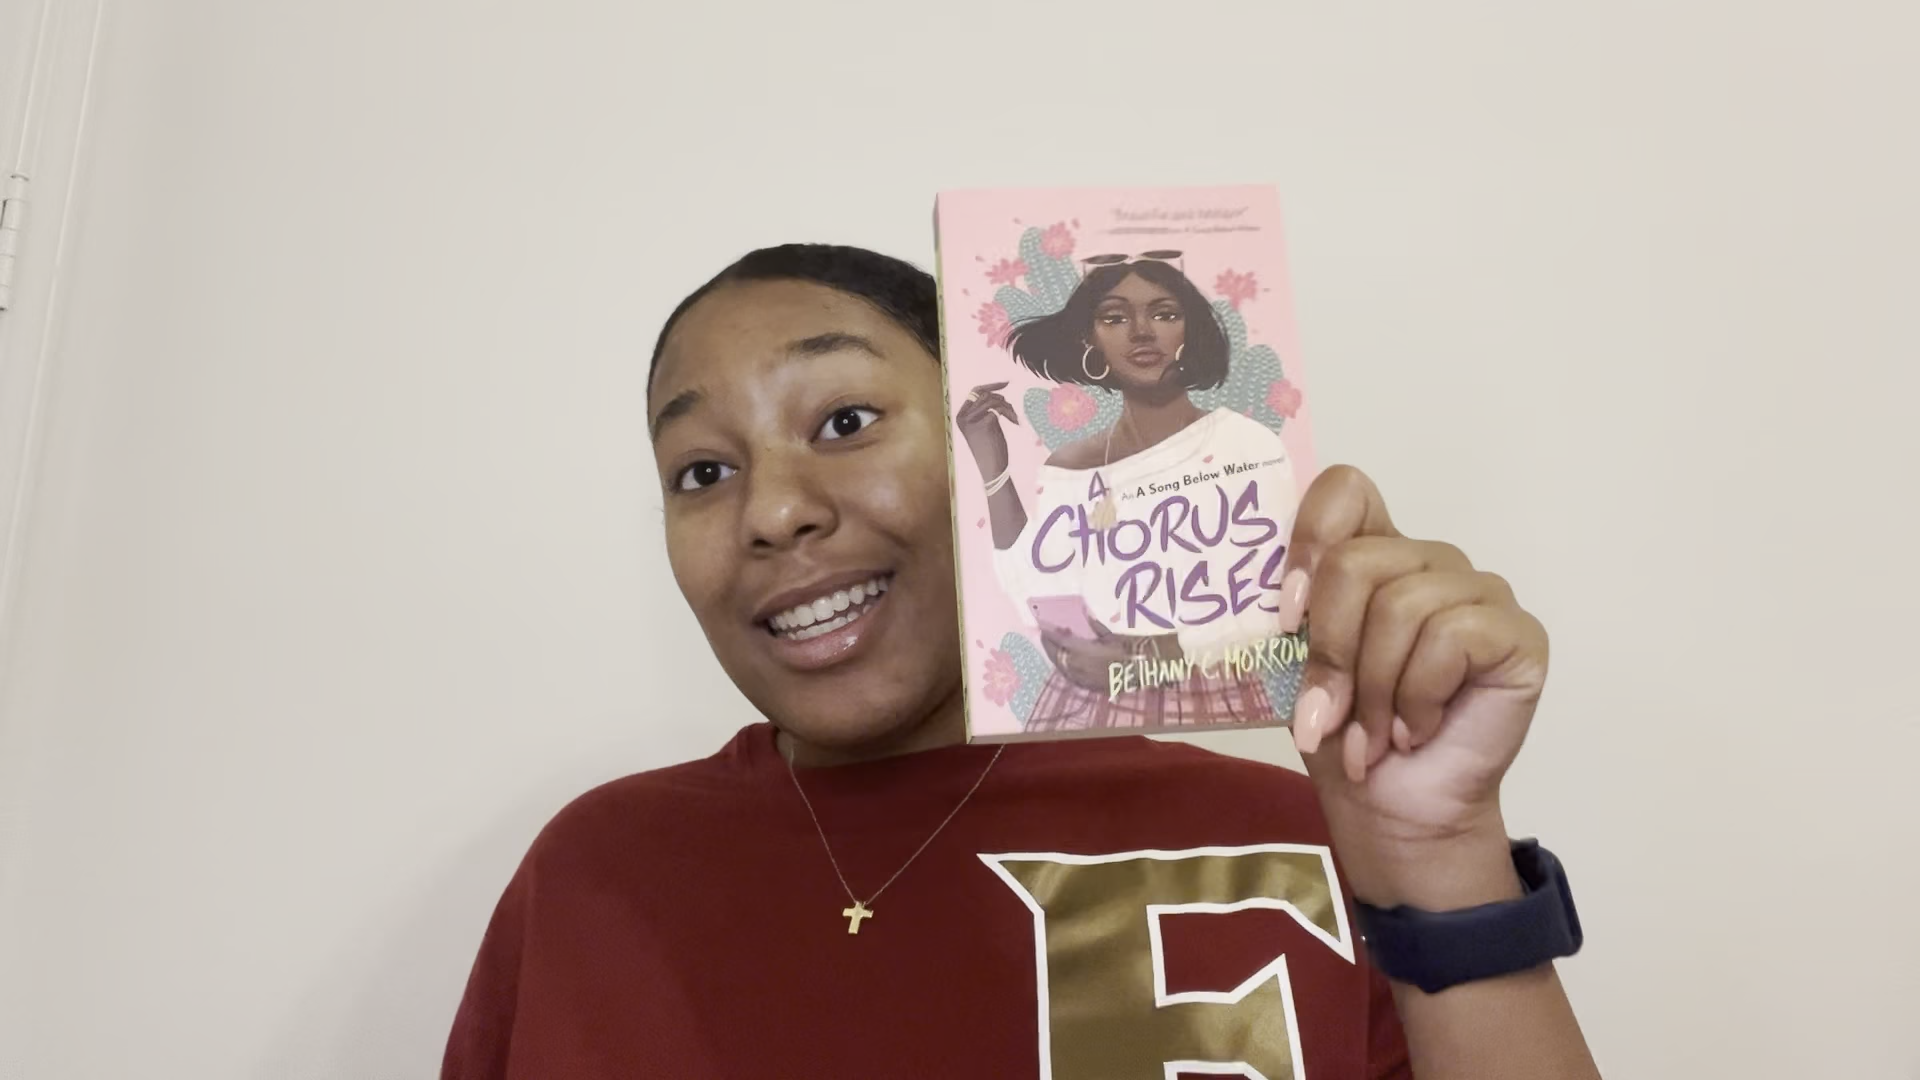 An A Song Below Water novel
A
CHORUS
RISES
BETHANY C. MORROW
E